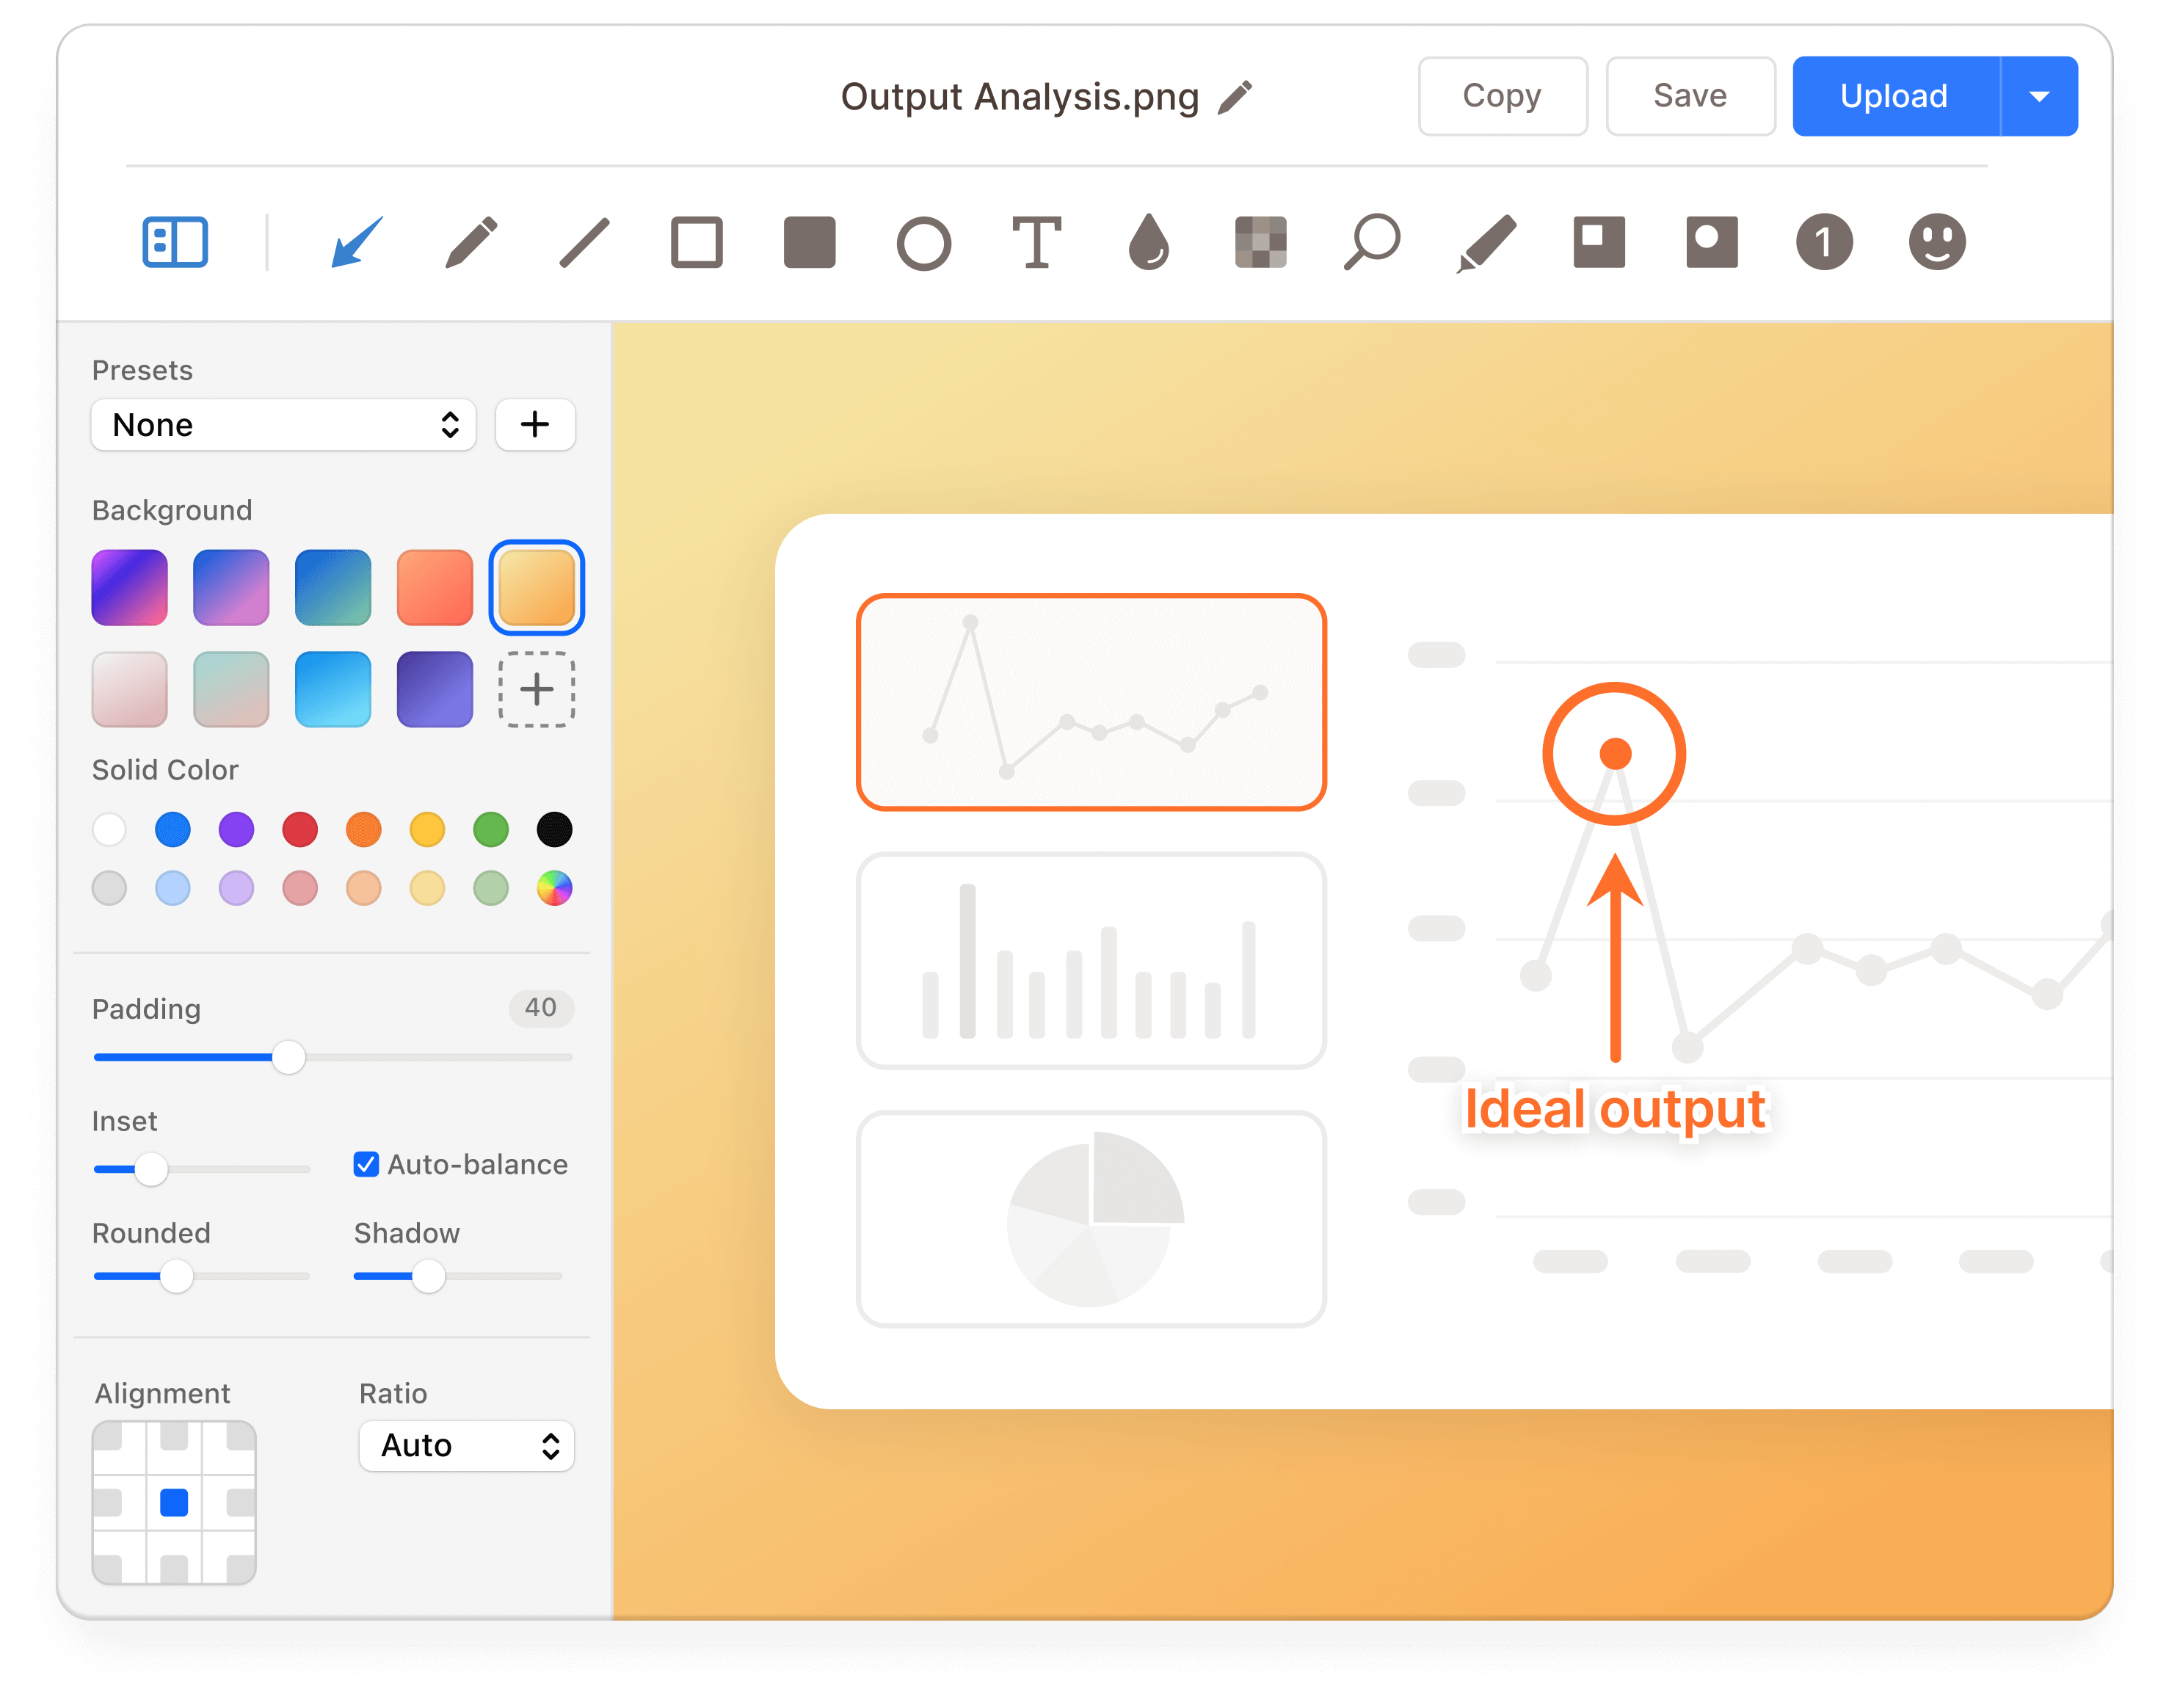 Output Analysis.png
Copy
Save
Upload
T
1
Presets
None
Background
Solid Color
Padding
40
Inset
Auto-balance
Rounded
Shadow
Alignment
Ratio
Auto
Ideal output